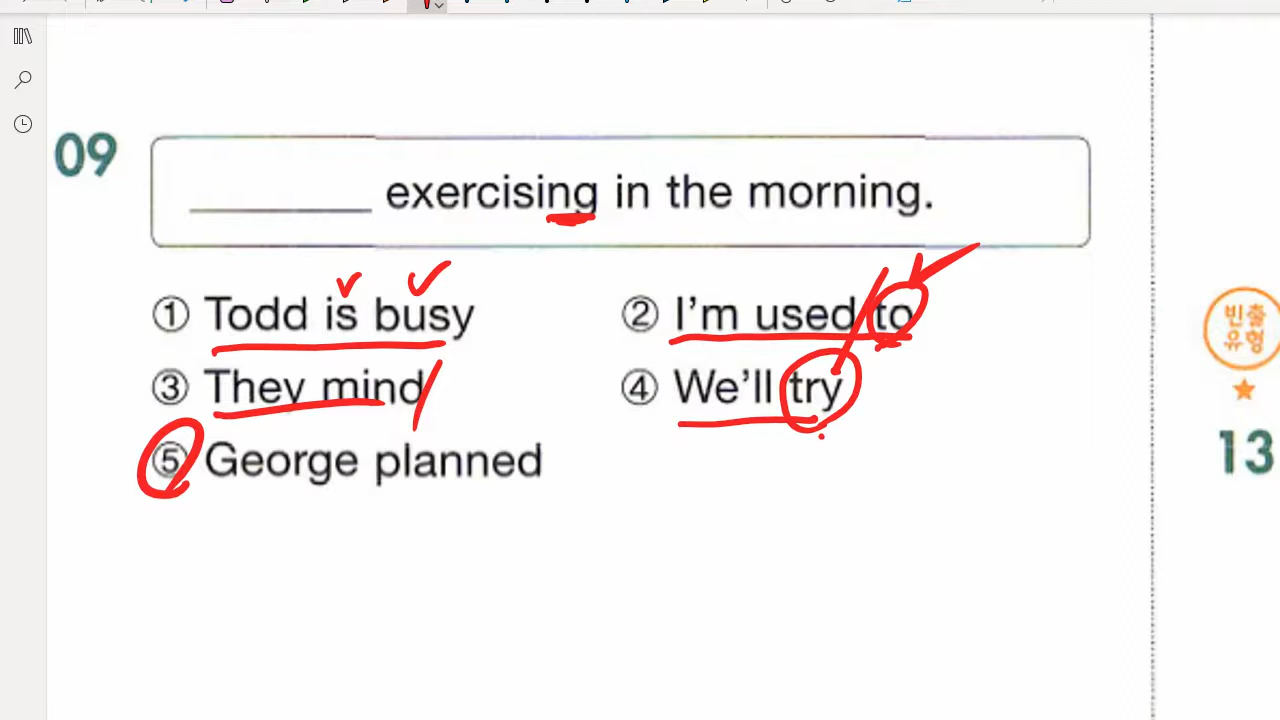 09
_________ exercising in the morning.
① Todd is busy ② I'm used to
③ They mind ④ We'll try
⑤ George planned
빈출
유형
13